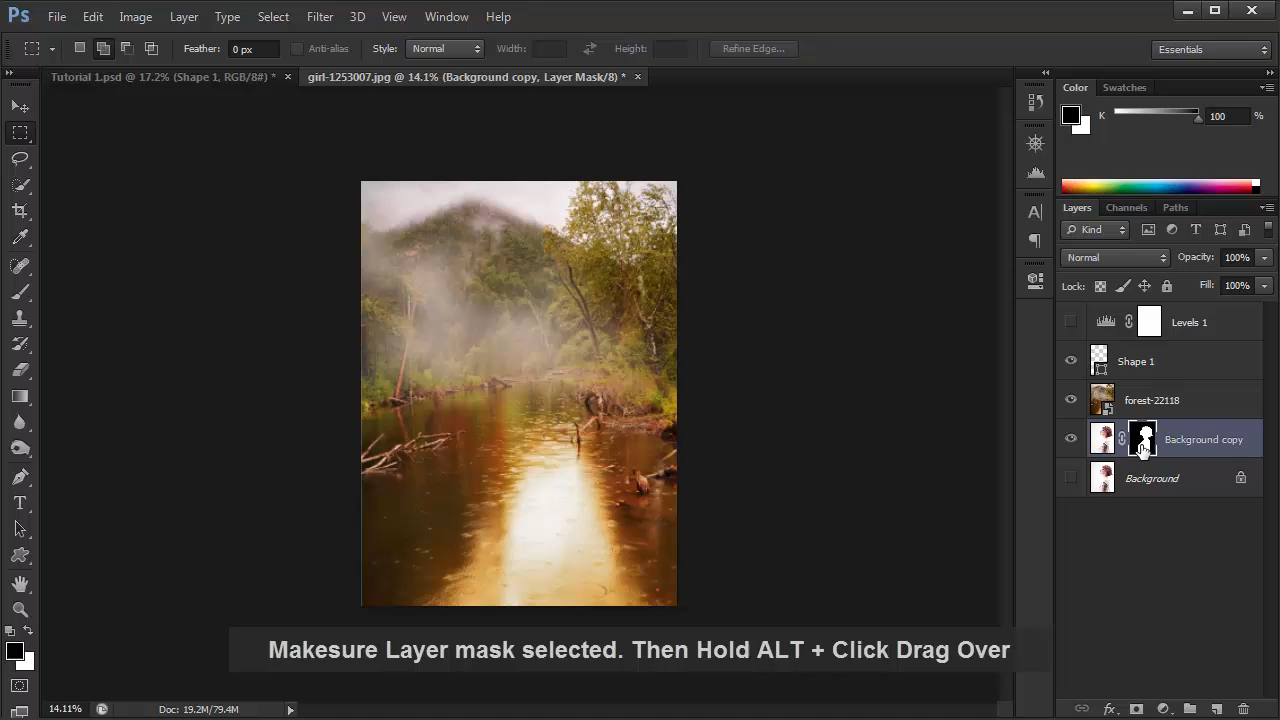 Ps File Edit Image Layer Type Select Filter 3D View Window Help
Feather: 0 px Anti-alias Style: Normal Width: Height: Refine Edge... Essentials
Tutorial 1.psd @ 17.2% (Shape 1, RGB/8#) * × girl-1253007.jpg @ 14.1% (Background copy, Layer Mask/8) * ×
Color Swatches
K 100 %
Layers Channels Paths
Kind
Normal Opacity: 100%
Lock: Fill: 100%
Levels 1
Shape 1
forest-22118
Background copy
Background
Makesure Layer mask selected. Then Hold ALT + Click Drag Over
14.11% Doc: 19.2M/79.4M